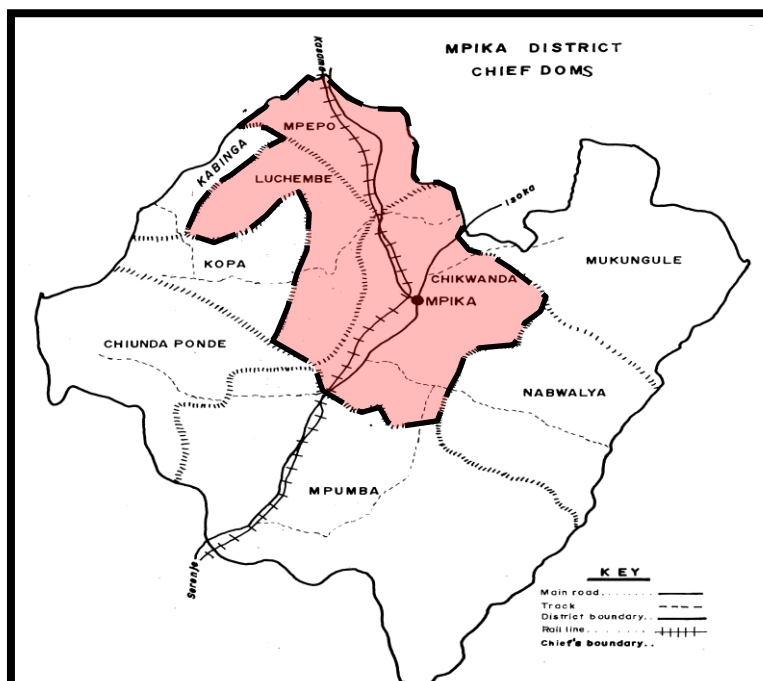 MPIKA DISTRICT
CHIEF DOMS
Kasama
MPEPO
KABINGA
LUCHEMBE
Isoka
KOPA
MUKUNGULE
CHIKWANDA
MPIKA
CHIUNDA PONDE
NABWALYA
MPUMBA
Serenje
KEY
Main road........
Track
District boundary..
Rail line.......
Chief's boundary..